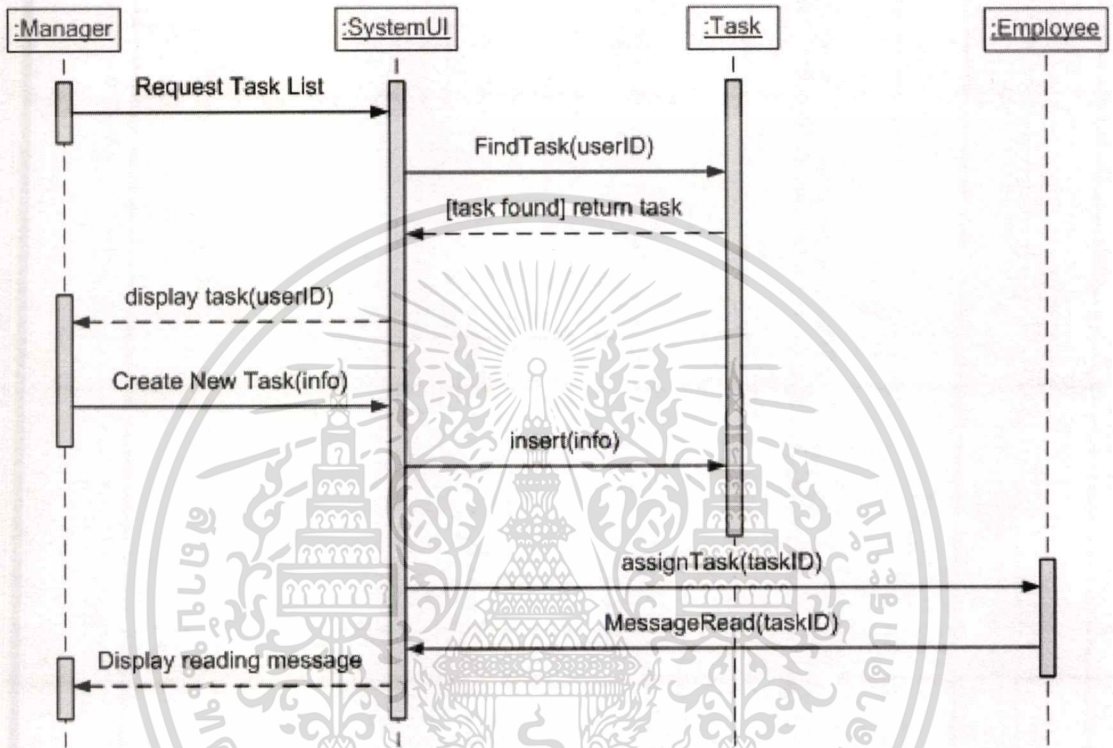 :Manager
:SystemUI
:Task
:Employee
Request Task List
FindTask(userID)
[task found] return task
display task(userID)
Create New Task(info)
insert(info)
assignTask(taskID)
MessageRead(taskID)
Display reading message